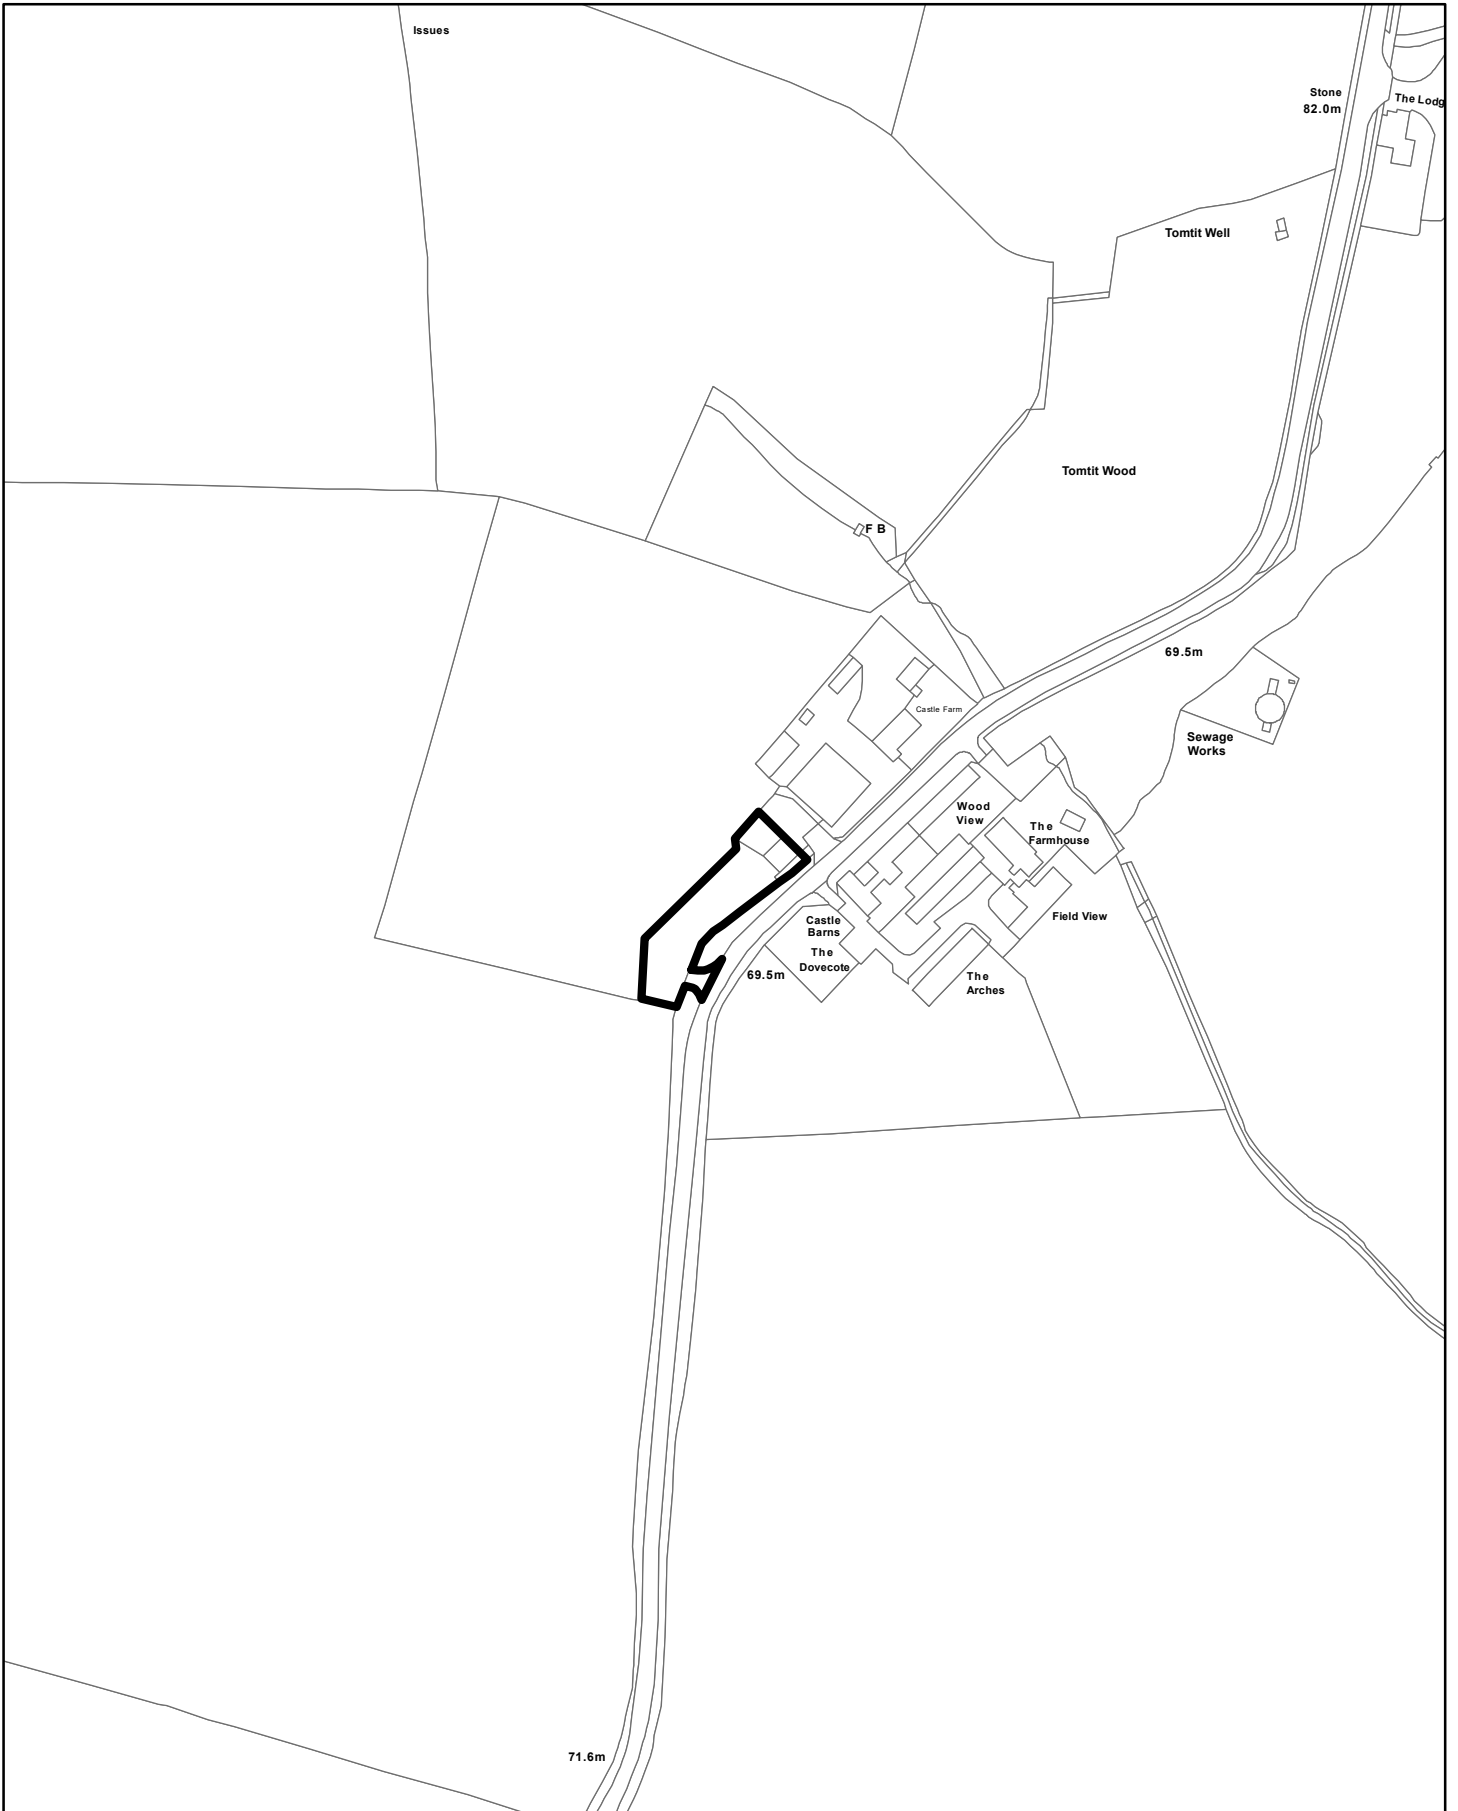 Issues
Stone
82.0m
The Lodg
Tomtit Well
Tomtit Wood
F B
69.5m
Castle Farm
Sewage
Works
Wood
View
The
Farmhouse
Field View
Castle
Barns
The
Dovecote
69.5m
The
Arches
71.6m